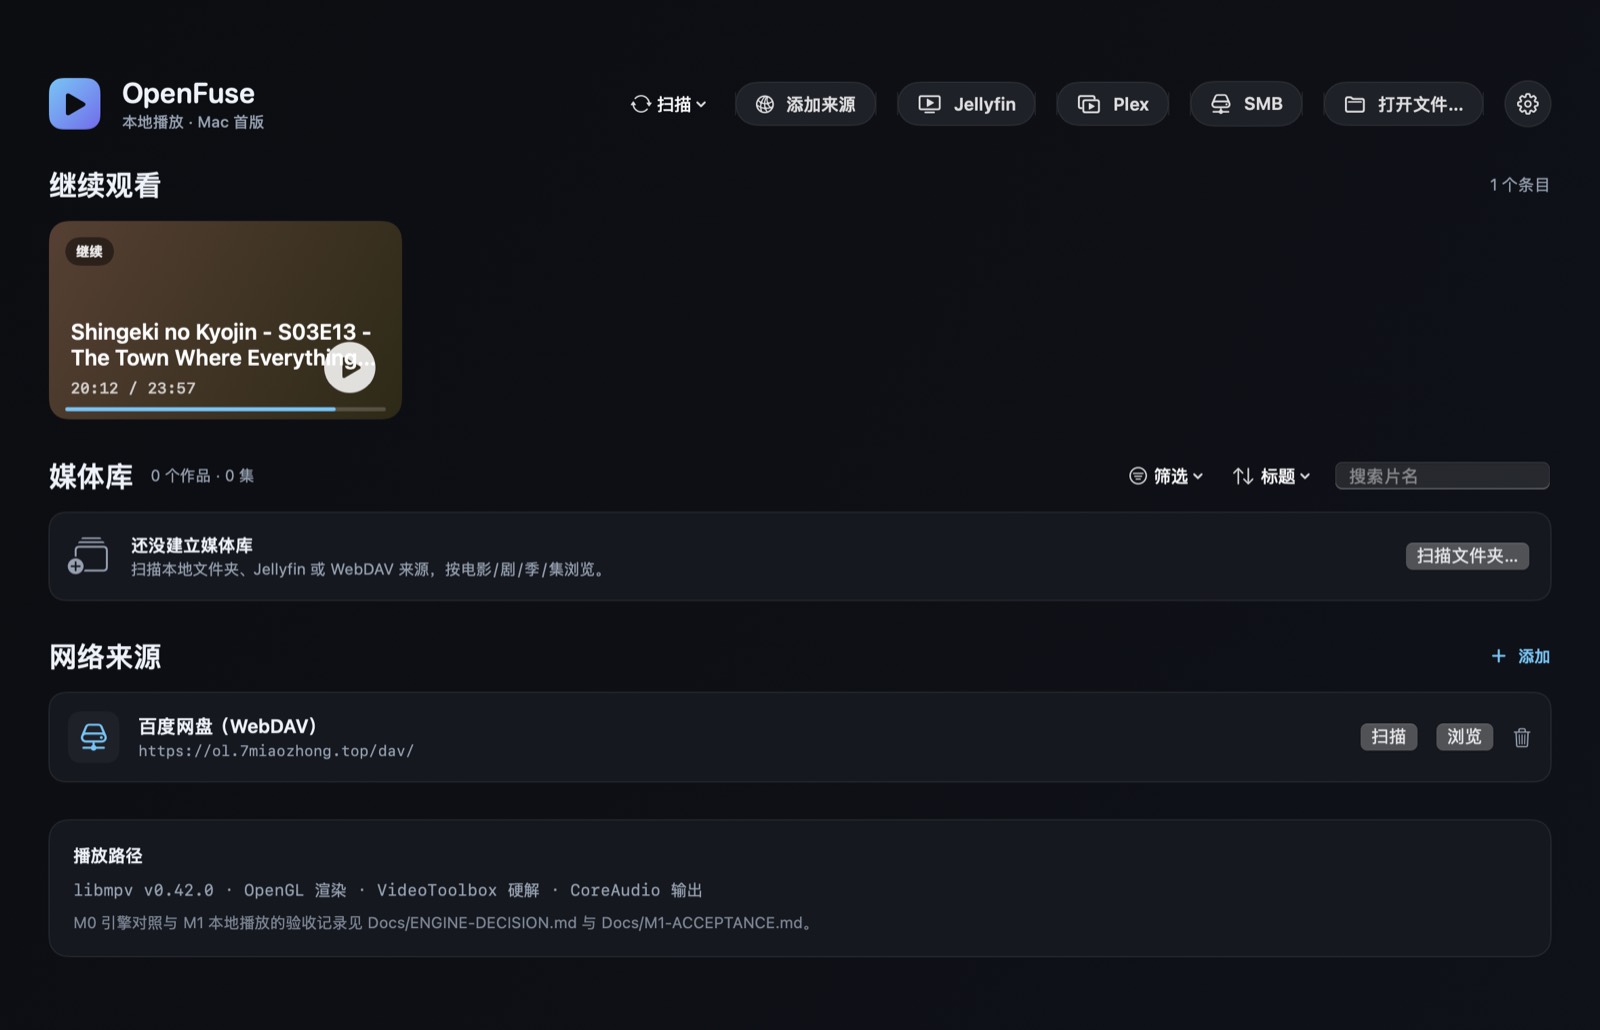 OpenFuse
本地播放 · Mac 首版
扫描
添加来源
Jellyfin
Plex
SMB
打开文件...
继续观看
1 个条目
继续
Shingeki no Kyojin - S03E13 -
The Town Where Everything...
20:12 / 23:57
媒体库
0 个作品 · 0 集
筛选
标题
搜索片名
还没建立媒体库
扫描本地文件夹、Jellyfin 或 WebDAV 来源，按电影/剧/季/集浏览。
扫描文件夹...
网络来源
+ 添加
百度网盘（WebDAV）
https://ol.7miaozhong.top/dav/
扫描
浏览
播放路径
libmpv v0.42.0 · OpenGL 渲染 · VideoToolbox 硬解 · CoreAudio 输出
M0 引擎对照与 M1 本地播放的验收记录见 Docs/ENGINE-DECISION.md 与 Docs/M1-ACCEPTANCE.md。